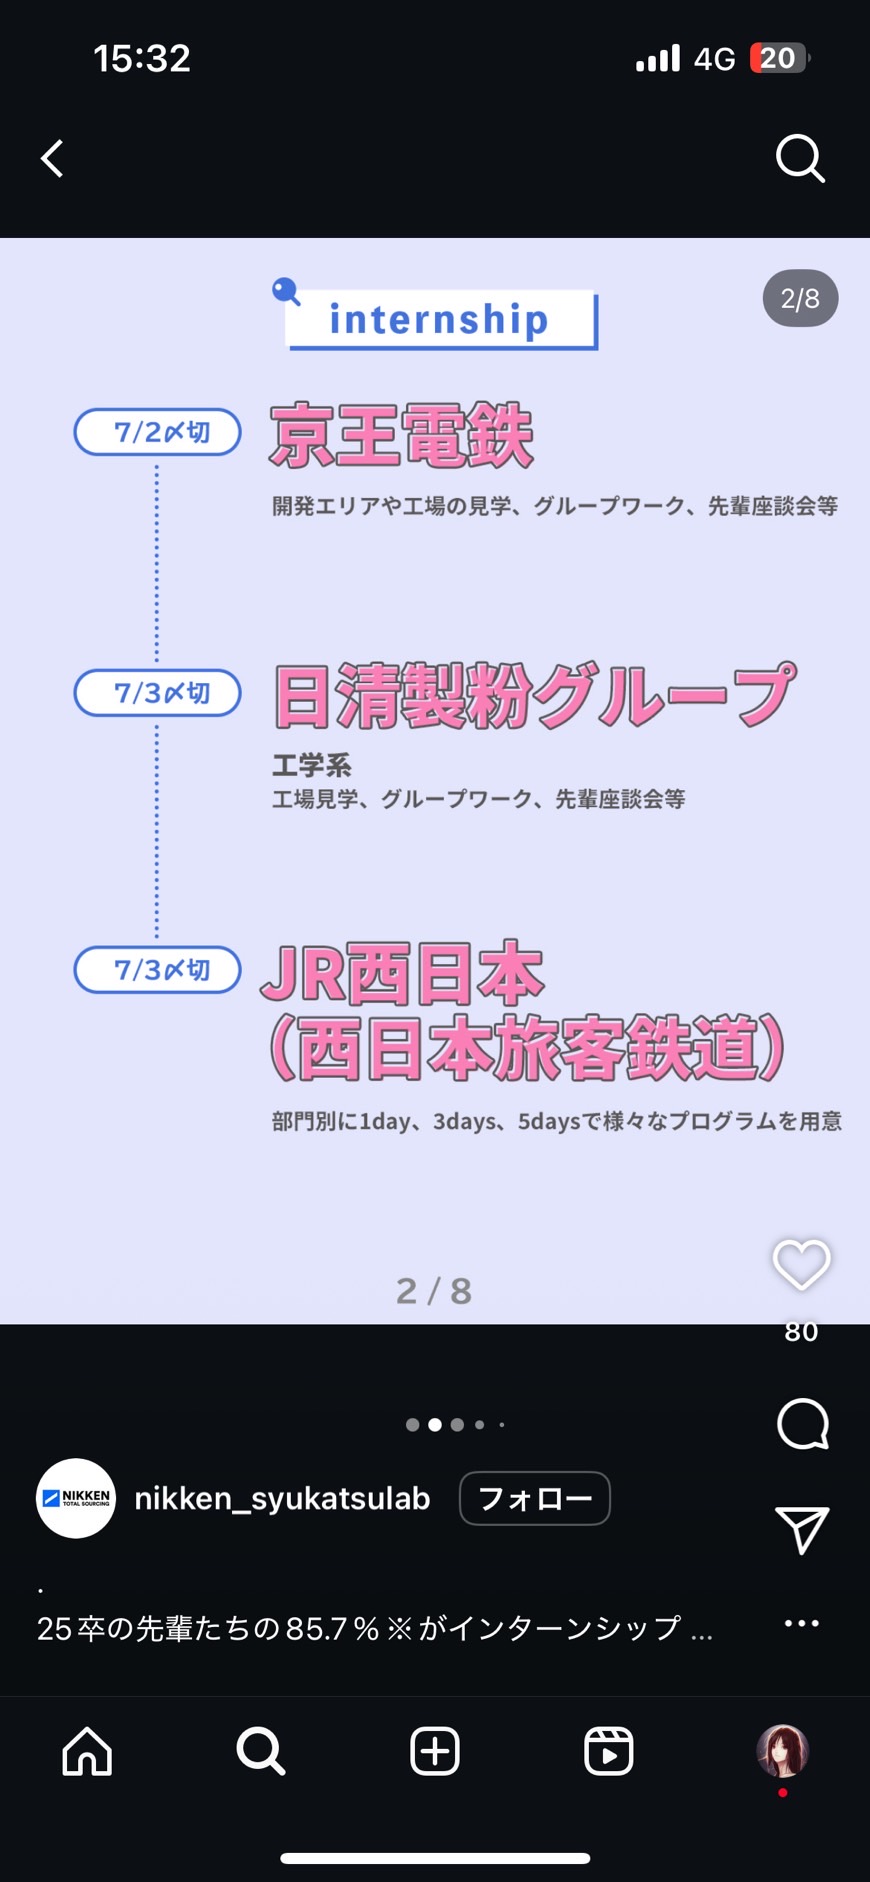 15:32
4G
20
internship
2/8
7/2〆切
京王電鉄
開発エリアや工場の見学、グループワーク、先輩座談会等
7/3〆切
日清製粉グループ
工学系
工場見学、グループワーク、先輩座談会等
7/3〆切
JR西日本
（西日本旅客鉄道）
部門別に1day、3days、5daysで様々なプログラムを用意
2 / 8
80
NIKKEN
TOTAL SOURCING
nikken_syukatsulab
フォロー
.
25卒の先輩たちの85.7％※がインターンシップ ...